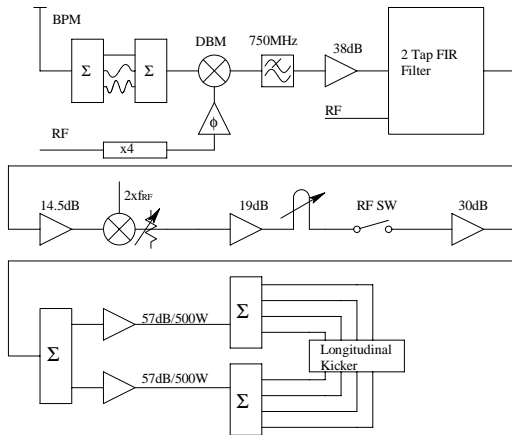 BPM
DBM
750MHz
38dB
2 Tap FIR
Filter
Σ
Σ
RF
x4
ϕ
RF
14.5dB
2xfRF
19dB
RF SW
30dB
Σ
57dB/500W
Σ
57dB/500W
Σ
Longitudinal
Kicker